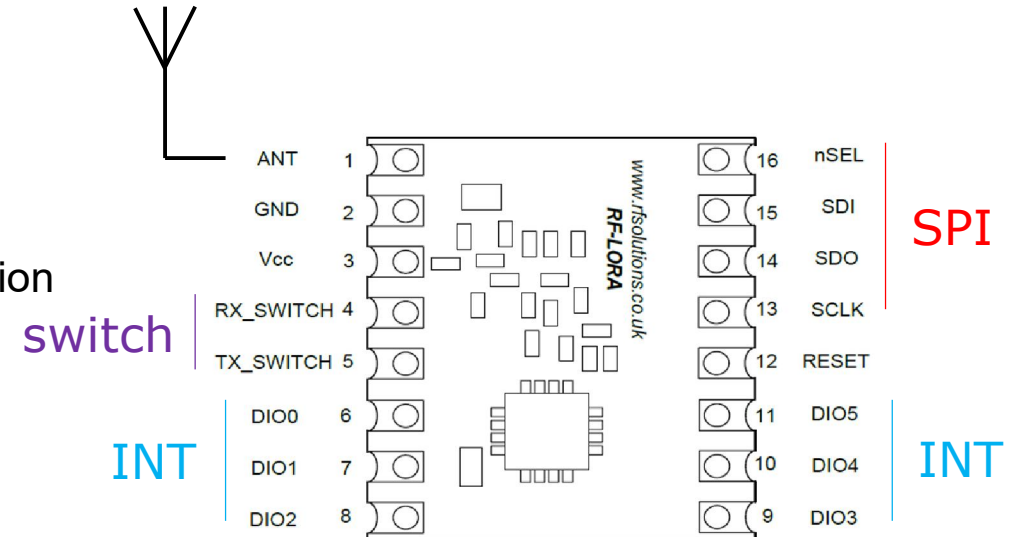 ANT 1
GND 2
Vcc 3
RX_SWITCH 4
TX_SWITCH 5
DIO0 6
DIO1 7
DIO2 8
tion
switch
INT
www.rfsolutions.co.uk
RF-LORA
16 nSEL
15 SDI
14 SDO
13 SCLK
12 RESET
11 DIO5
10 DIO4
9 DIO3
SPI
INT